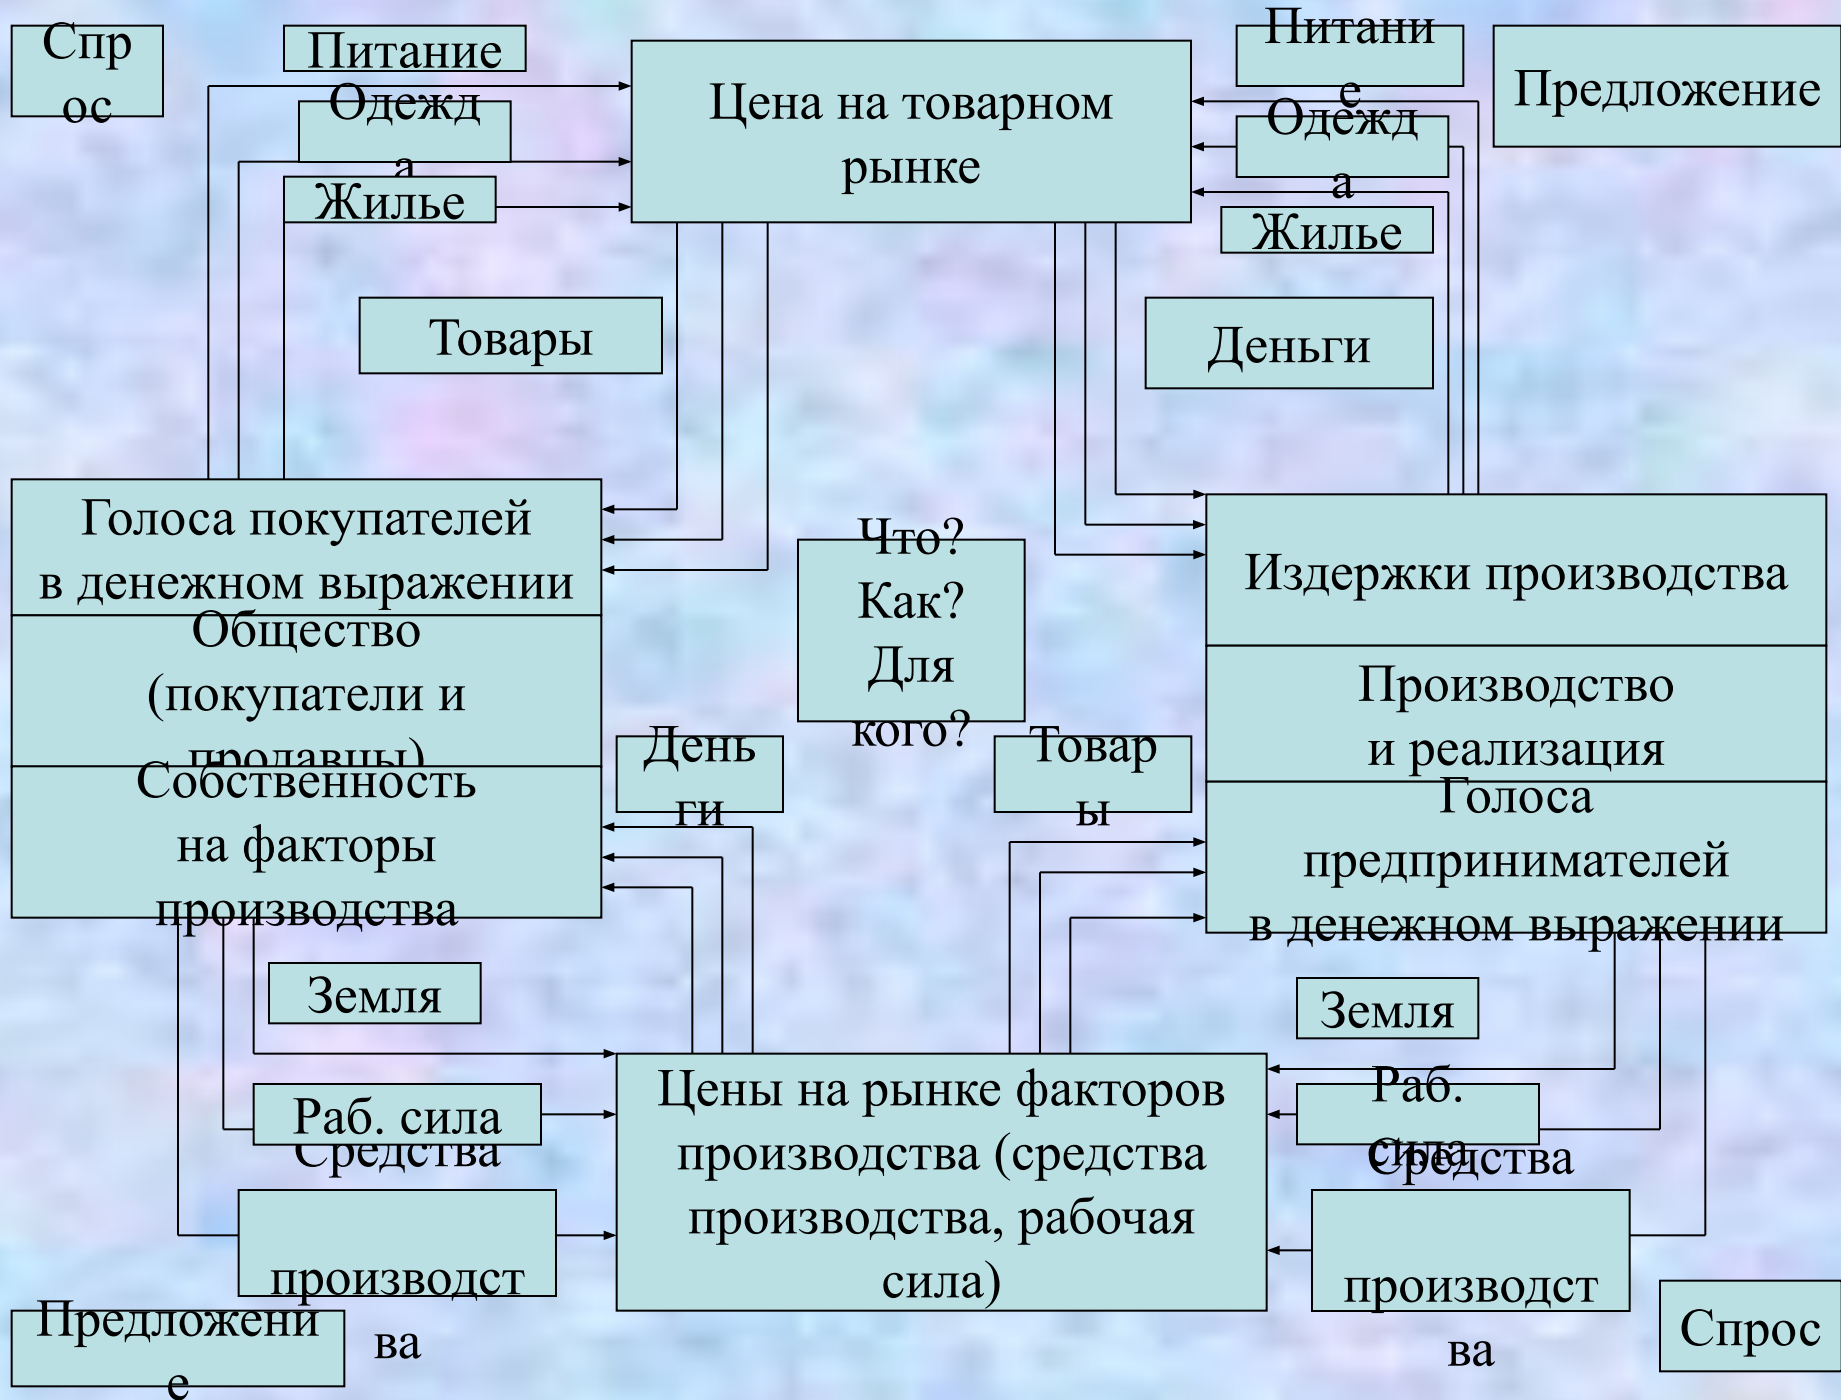 Спр
ос
Питание
Одежд
а
Жилье
Цена на товарном
рынке
Питани
е
Одежд
а
Жилье
Предложение
Товары
Деньги
Голоса покупателей
в денежном выражении
Общество
(покупатели и
продавцы)
Собственность
на факторы
производства
Что?
Как?
Для
кого?
Издержки производства
Производство
и реализация
Голоса
предпринимателей
в денежном выражении
День
ги
Товар
ы
Земля
Раб. сила
Средства
производст
ва
Цены на рынке факторов
производства (средства
производства, рабочая
сила)
Земля
Раб.
сила
Средства
производст
ва
Предложени
е
Спрос